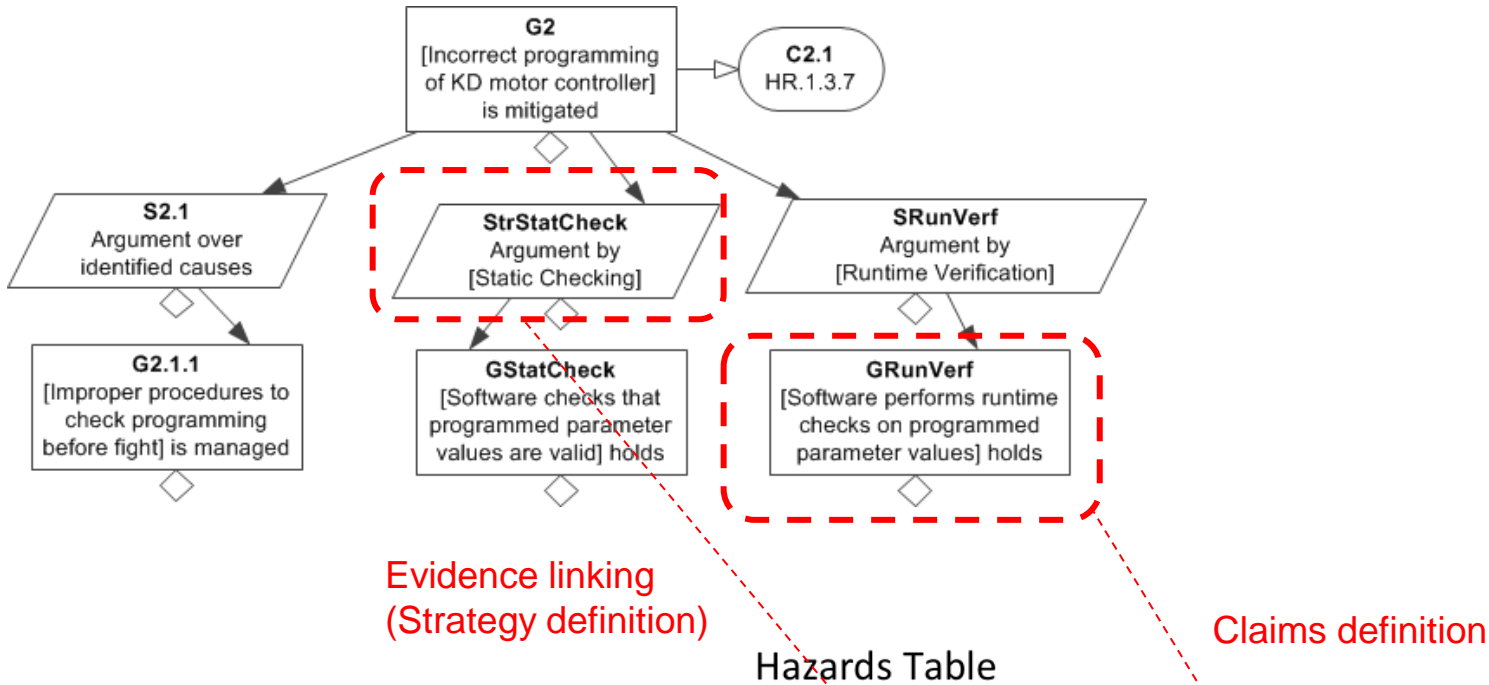 G2
[Incorrect programming
of KD motor controller]
is mitigated
C2.1
HR.1.3.7
S2.1
Argument over
identified causes
StrStatCheck
Argument by
[Static Checking]
SRunVerf
Argument by
[Runtime Verification]
G2.1.1
[Improper procedures to
check programming
before fight] is managed
GStatCheck
[Software checks that
programmed parameter
values are valid] holds
GRunVerf
[Software performs runtime
checks on programmed
parameter values] holds
Evidence linking
(Strategy definition)
Claims definition
Hazards Table